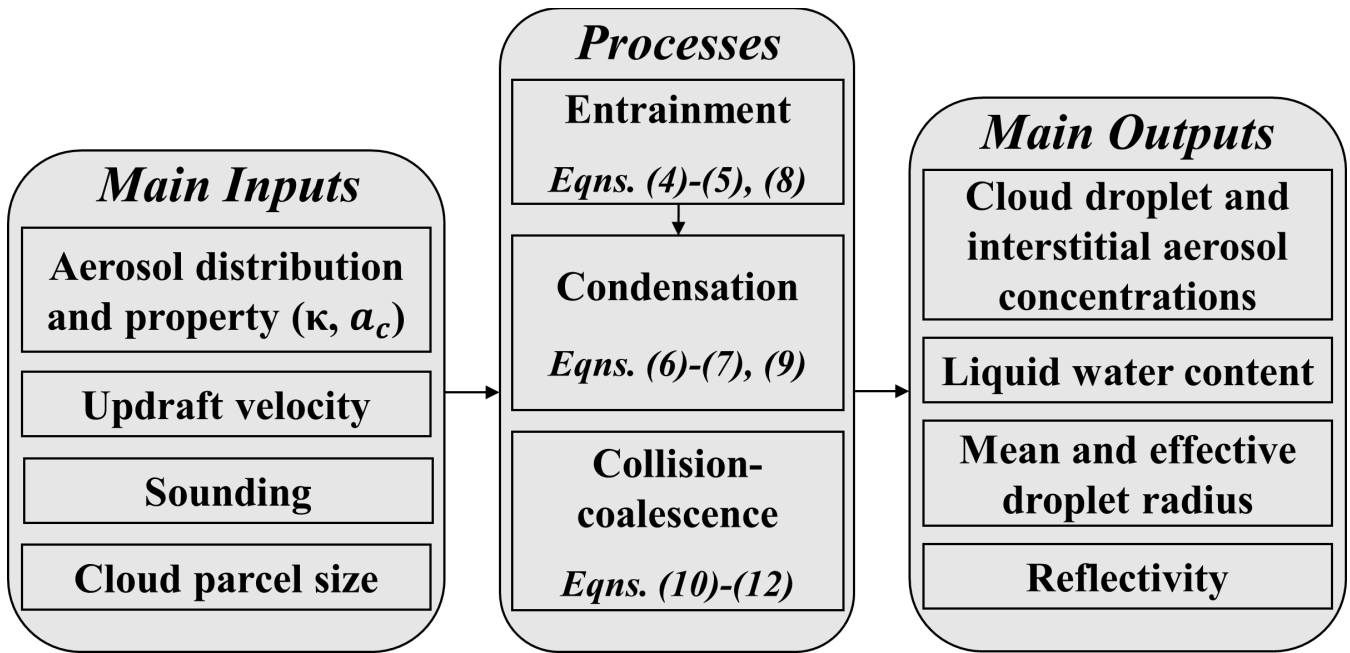 Main Inputs
Aerosol distribution
and property (κ, a_c)
Updraft velocity
Sounding
Cloud parcel size
Processes
Entrainment
Eqns. (4)-(5), (8)
Condensation
Eqns. (6)-(7), (9)
Collision-
coalescence
Eqns. (10)-(12)
Main Outputs
Cloud droplet and
interstitial aerosol
concentrations
Liquid water content
Mean and effective
droplet radius
Reflectivity